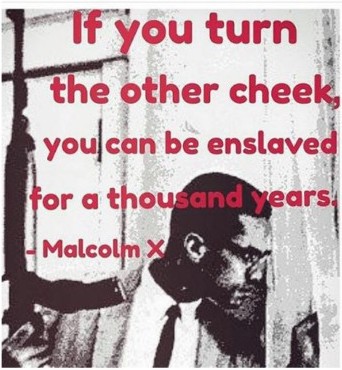 If you turn
the other cheek,
you can be enslaved
for a thousand years.
- Malcolm X